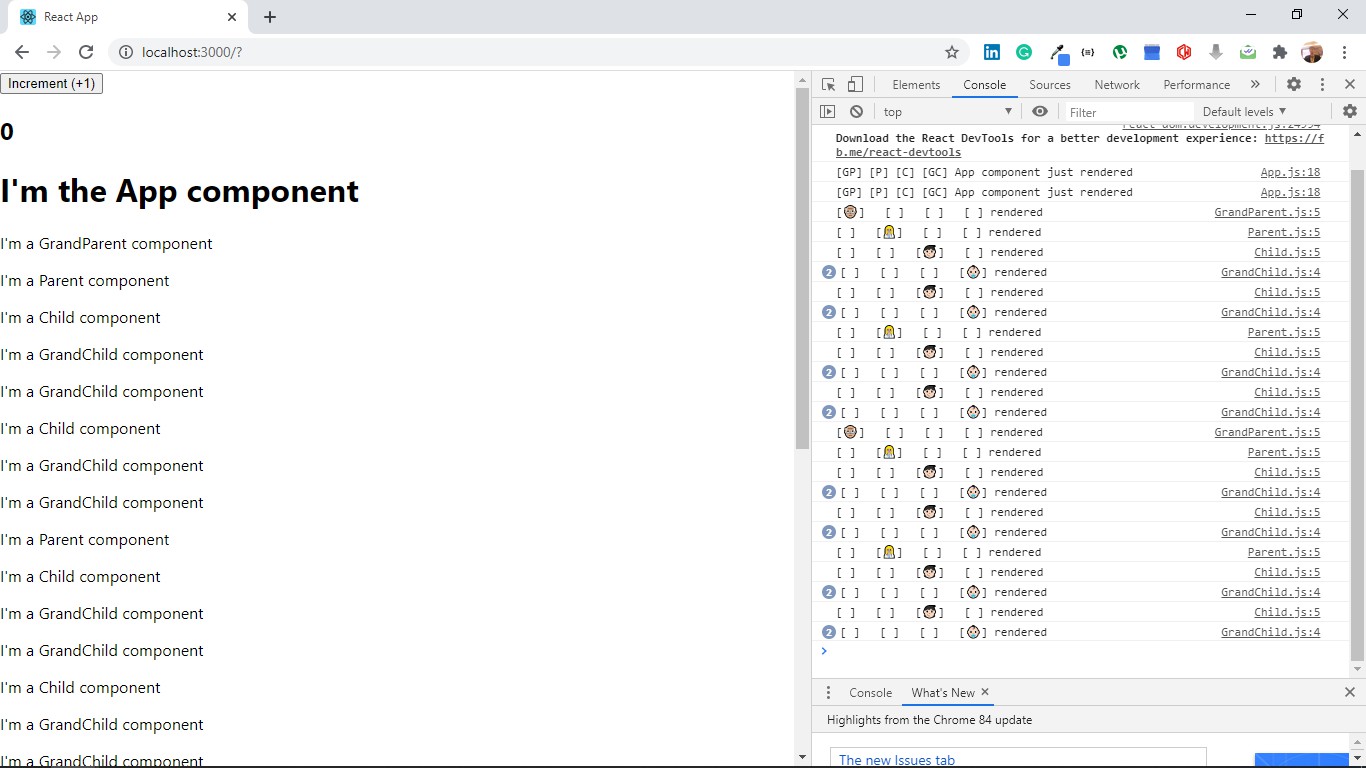 React App
localhost:3000/?
Increment (+1)
0
I'm the App component
I'm a GrandParent component
I'm a Parent component
I'm a Child component
I'm a GrandChild component
I'm a GrandChild component
I'm a Child component
I'm a GrandChild component
I'm a GrandChild component
I'm a Parent component
I'm a Child component
I'm a GrandChild component
I'm a GrandChild component
I'm a Child component
I'm a GrandChild component
I'm a GrandChild component
Elements Console Sources Network Performance »
top Filter Default levels
react-dom.development.js:24994
Download the React DevTools for a better development experience: https://f
b.me/react-devtools
[GP] [P] [C] [GC] App component just rendered App.js:18
[GP] [P] [C] [GC] App component just rendered App.js:18
[👴🏽] [ ] [ ] [ ] rendered GrandParent.js:5
[ ] [👩] [ ] [ ] rendered Parent.js:5
[ ] [ ] [👦🏻] [ ] rendered Child.js:5
2 [ ] [ ] [ ] [👶🏻] rendered GrandChild.js:4
[ ] [ ] [👦🏻] [ ] rendered Child.js:5
2 [ ] [ ] [ ] [👶🏻] rendered GrandChild.js:4
[ ] [👩] [ ] [ ] rendered Parent.js:5
[ ] [ ] [👦🏻] [ ] rendered Child.js:5
2 [ ] [ ] [ ] [👶🏻] rendered GrandChild.js:4
[ ] [ ] [👦🏻] [ ] rendered Child.js:5
2 [ ] [ ] [ ] [👶🏻] rendered GrandChild.js:4
[👴🏽] [ ] [ ] [ ] rendered GrandParent.js:5
[ ] [👩] [ ] [ ] rendered Parent.js:5
[ ] [ ] [👦🏻] [ ] rendered Child.js:5
2 [ ] [ ] [ ] [👶🏻] rendered GrandChild.js:4
[ ] [ ] [👦🏻] [ ] rendered Child.js:5
2 [ ] [ ] [ ] [👶🏻] rendered GrandChild.js:4
[ ] [👩] [ ] [ ] rendered Parent.js:5
[ ] [ ] [👦🏻] [ ] rendered Child.js:5
2 [ ] [ ] [ ] [👶🏻] rendered GrandChild.js:4
[ ] [ ] [👦🏻] [ ] rendered Child.js:5
2 [ ] [ ] [ ] [👶🏻] rendered GrandChild.js:4
Console What's New
Highlights from the Chrome 84 update
The new Issues tab